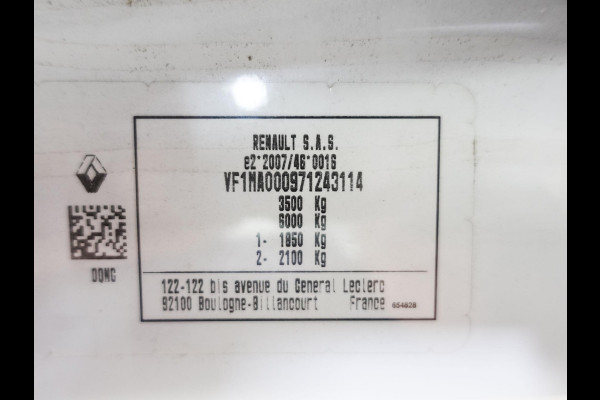 RENAULT S.A.S.
e2*2007/46*0016
VF1MA000971243114
3500 Kg
6000 Kg
1- 1850 Kg
2- 2100 Kg
DQMG
122-122 bis avenue du General Leclerc
92100 Boulogne-Billancourt France